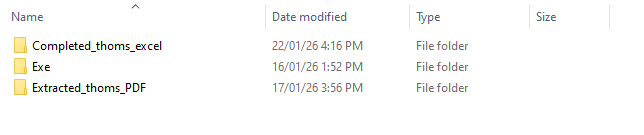 Name Date modified Type Size
Completed_thoms_excel 22/01/26 4:16 PM File folder
Exe 16/01/26 1:52 PM File folder
Extracted_thoms_PDF 17/01/26 3:56 PM File folder